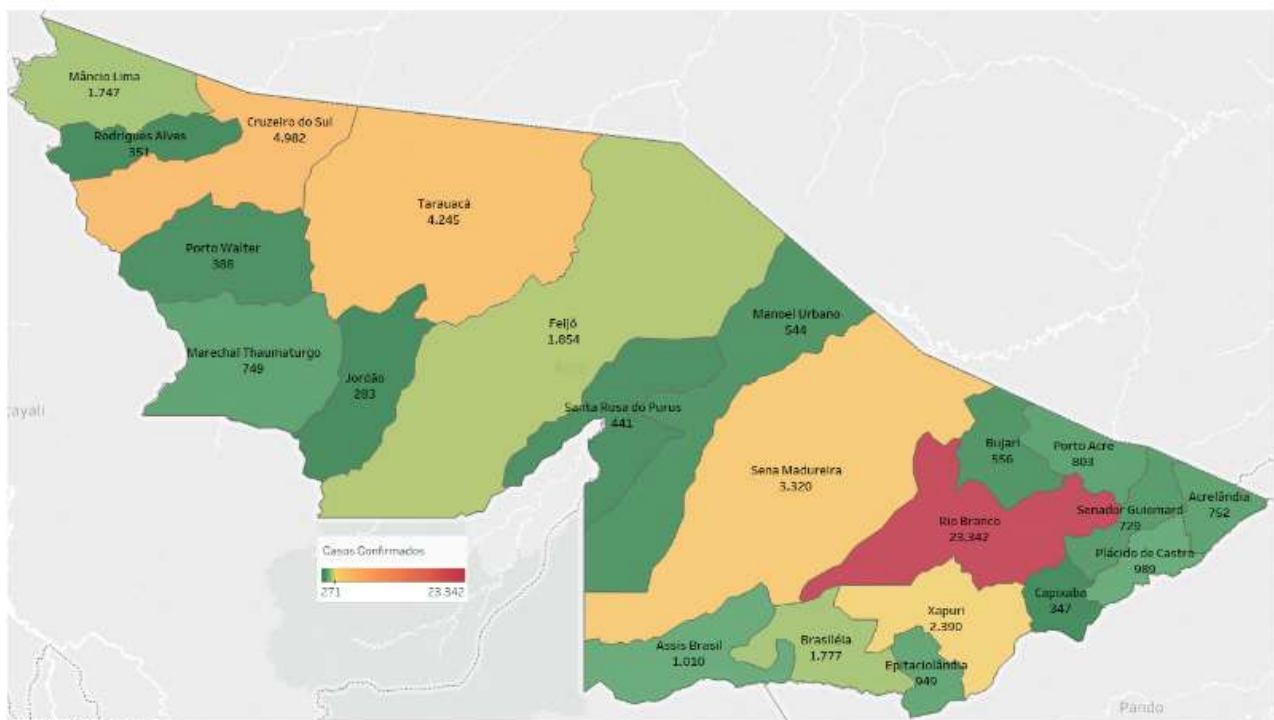 Mâncio Lima
1.747
Rodrigues Alves
351
Cruzeiro do Sul
4.982
Tarauacá
4.245
Porto Walter
388
Marechal Thaumaturgo
749
Jordão
283
Feijó
1.854
Manoel Urbano
544
Santa Rosa do Purus
441
Sena Madureira
3.320
Bujari
556
Porto Acre
803
Rio Branco
23.342
Senador Guiomard
729
Acrelândia
752
Plácido de Castro
989
Capixaba
347
Xapuri
2.390
Assis Brasil
1.010
Brasiléia
1.777
Epitaciolândia
949
Casos Confirmados
271
23.342
cayali
Pando